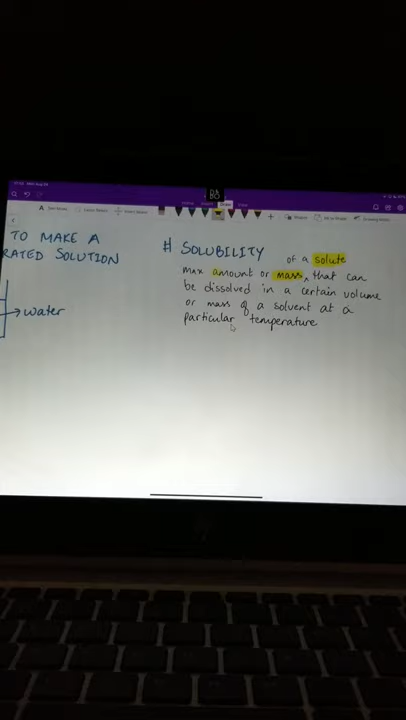 TO MAKE A
RATED SOLUTION
→ water
# SOLUBILITY
of a solute
max amount or mass ^ that can
be dissolved in a certain volume
or mass of a solvent at a
particular temperature